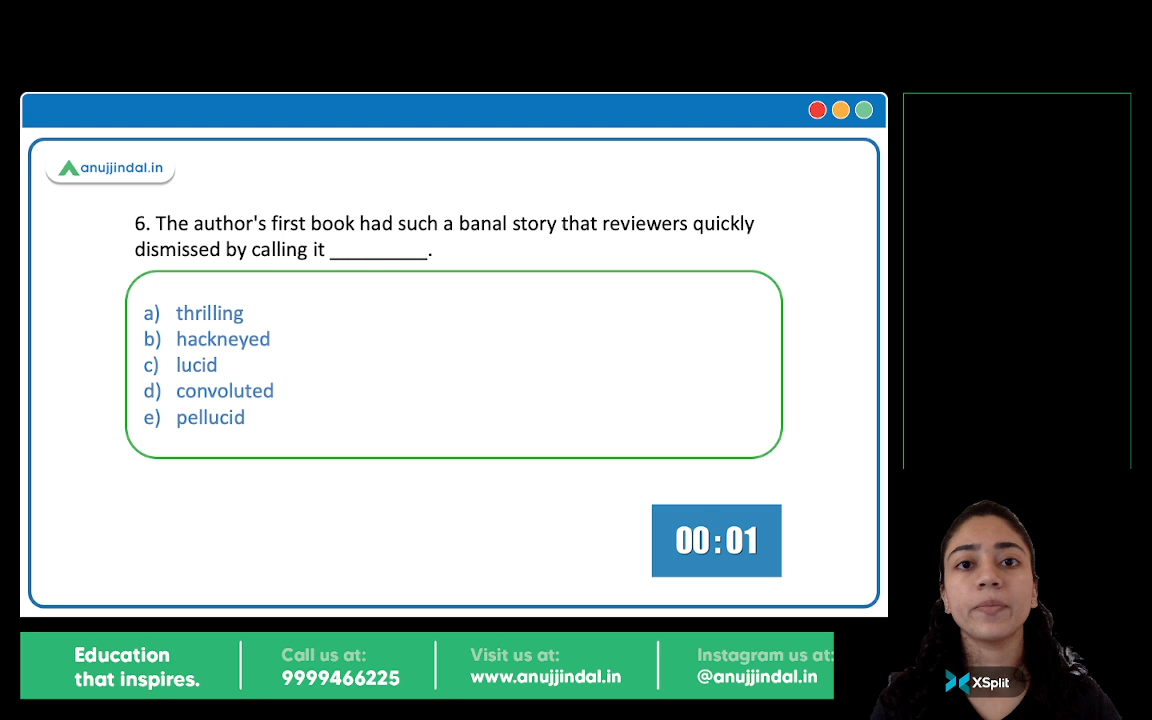 anujjindal.in
6. The author's first book had such a banal story that reviewers quickly
dismissed by calling it _________.
a) thrilling
b) hackneyed
c) lucid
d) convoluted
e) pellucid
00:01
Education
that inspires.
Call us at:
9999466225
Visit us at:
www.anujjindal.in
Instagram us at:
@anujjindal.in
XSplit